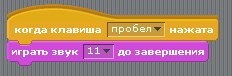 когда клавиша пробел нажата
играть звук 11 до завершения